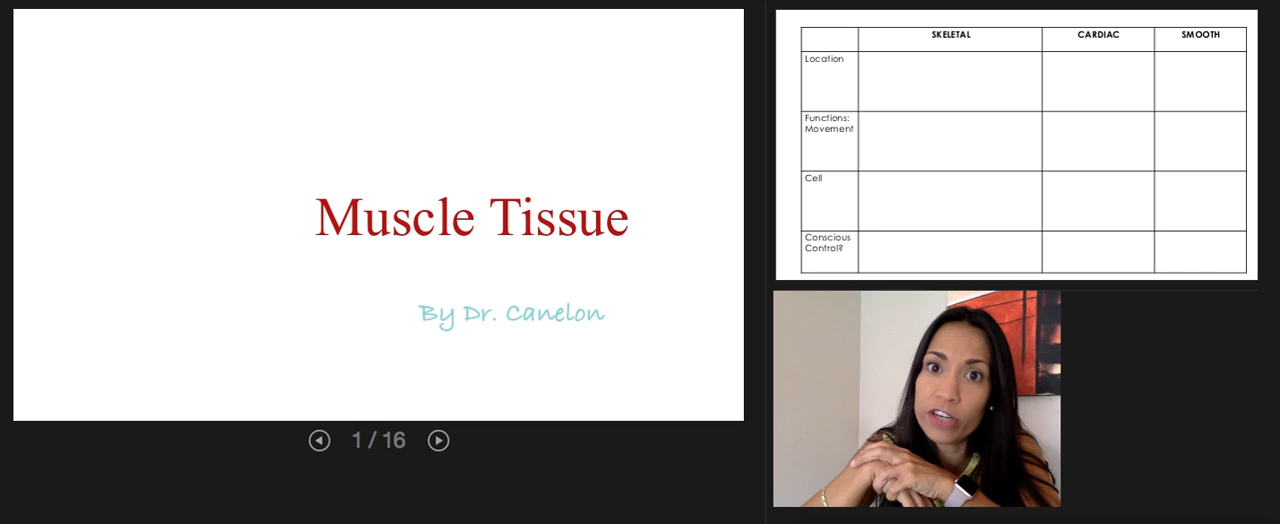 Muscle Tissue
By Dr. Canelon
1 / 16
SKELETAL CARDIAC SMOOTH
Location
Functions:
Movement
Cell
Conscious
Control?